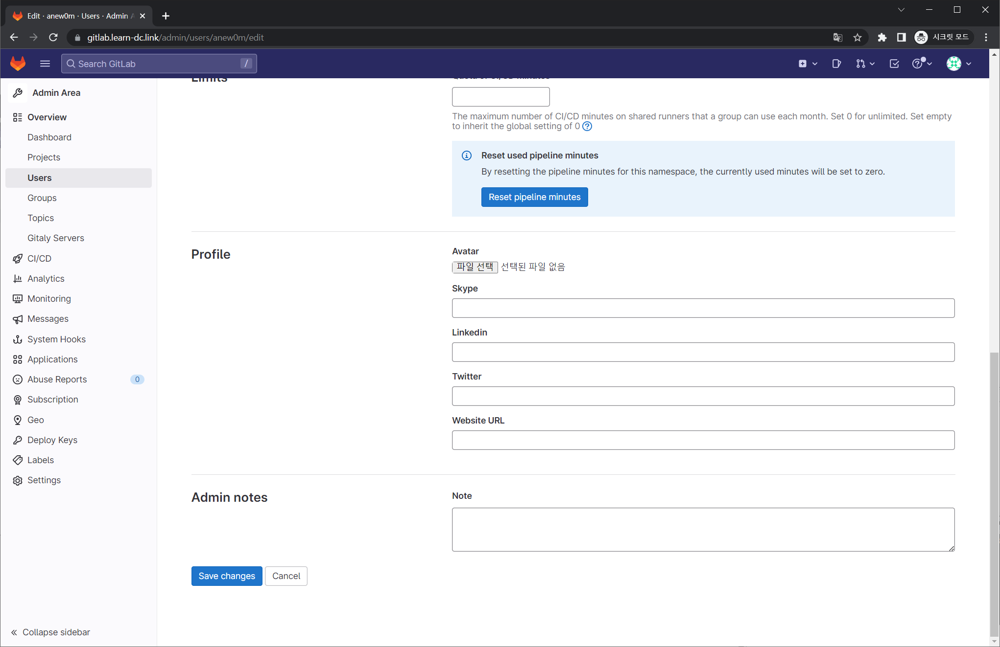 Edit · anew0m · Users · Admin A
gitlab.learn-dc.link/admin/users/anew0m/edit
시크릿 모드
Search GitLab
/
Admin Area
Overview
Dashboard
Projects
Users
Groups
Topics
Gitaly Servers
CI/CD
Analytics
Monitoring
Messages
System Hooks
Applications
Abuse Reports
0
Subscription
Geo
Deploy Keys
Labels
Settings
Collapse sidebar
Limits
Quota of CI/CD minutes
The maximum number of CI/CD minutes on shared runners that a group can use each month. Set 0 for unlimited. Set empty
to inherit the global setting of 0
Reset used pipeline minutes
By resetting the pipeline minutes for this namespace, the currently used minutes will be set to zero.
Reset pipeline minutes
Profile
Avatar
파일 선택 선택된 파일 없음
Skype
Linkedin
Twitter
Website URL
Admin notes
Note
Save changes
Cancel